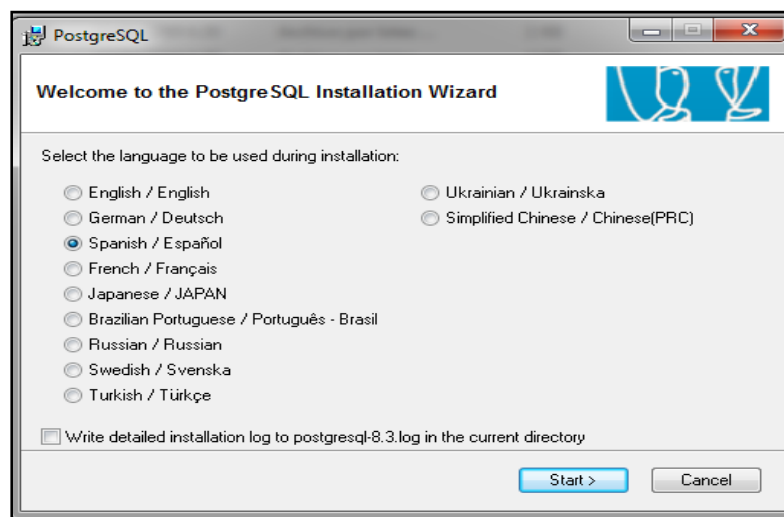 PostgreSQL
Welcome to the PostgreSQL Installation Wizard
Select the language to be used during installation:
English / English
German / Deutsch
Spanish / Español
French / Français
Japanese / JAPAN
Brazilian Portuguese / Português - Brasil
Russian / Russian
Swedish / Svenska
Turkish / Türkçe
Ukrainian / Ukrainska
Simplified Chinese / Chinese(PRC)
Write detailed installation log to postgresql-8.3.log in the current directory
Start >
Cancel